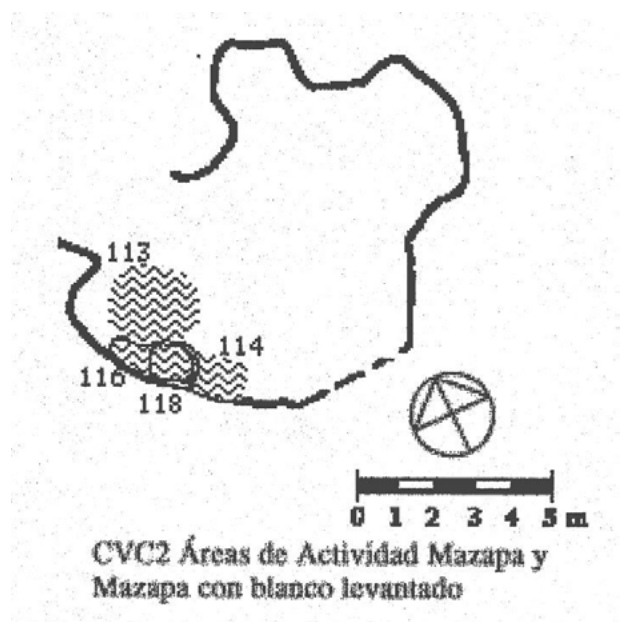 113
114
116
118
0 1 2 3 4 5 m
CVC2 Áreas de Actividad Mazapa y
Mazapa con blanco levantado